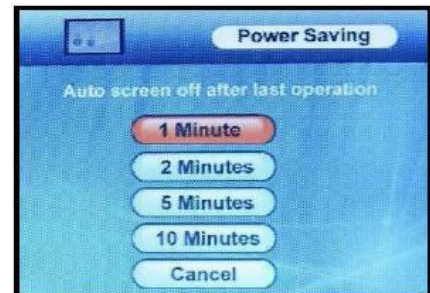 Power Saving
Auto screen off after last operation
1 Minute
2 Minutes
5 Minutes
10 Minutes
Cancel